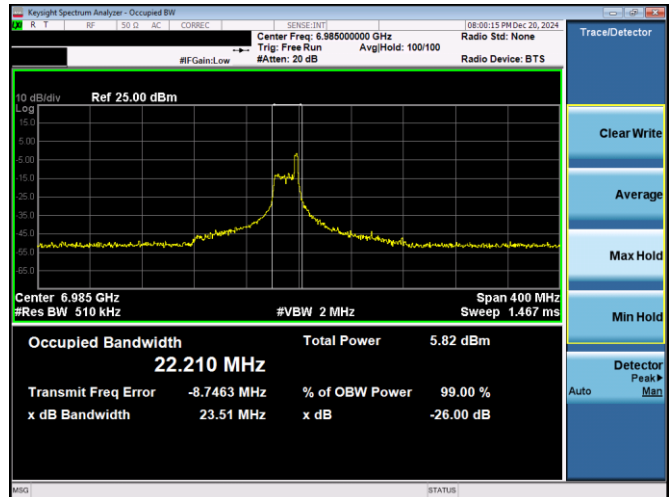 Keysight Spectrum Analyzer - Occupied BW
R T RF 50 Ω AC CORREC SENSE:INT 08:00:15 PM Dec 20, 2024
Center Freq: 6.985000000 GHz Radio Std: None
Trig: Free Run Avg|Hold: 100/100
#IFGain:Low #Atten: 20 dB Radio Device: BTS
Trace/Detector
10 dB/div Ref 25.00 dBm
Log
15.0
5.00
-5.00
-15.0
-25.0
-35.0
-45.0
-55.0
-65.0
Center 6.985 GHz Span 400 MHz
#Res BW 510 kHz #VBW 2 MHz Sweep 1.467 ms
Occupied Bandwidth Total Power 5.82 dBm
22.210 MHz
Transmit Freq Error -8.7463 MHz % of OBW Power 99.00 %
x dB Bandwidth 23.51 MHz x dB -26.00 dB
Clear Write
Average
Max Hold
Min Hold
Detector
Peak▶
Auto Man
MSG STATUS